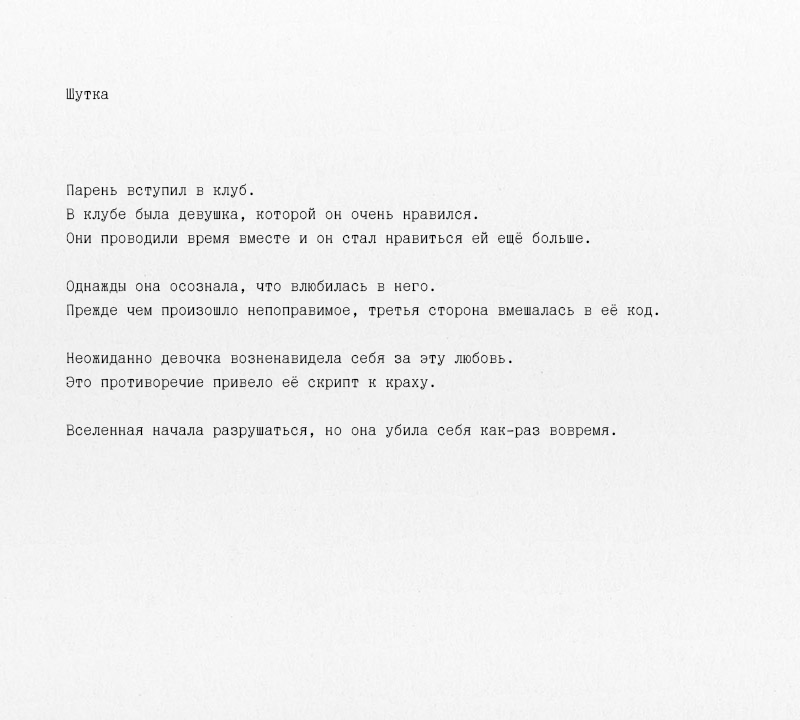 Шутка
Парень вступил в клуб.
В клубе была девушка, которой он очень нравился.
Они проводили время вместе и он стал нравиться ей ещё больше.
Однажды она осознала, что влюбилась в него.
Прежде чем произошло непоправимое, третья сторона вмешалась в её код.
Неожиданно девочка возненавидела себя за эту любовь.
Это противоречие привело её скрипт к краху.
Вселенная начала разрушаться, но она убила себя как-раз вовремя.